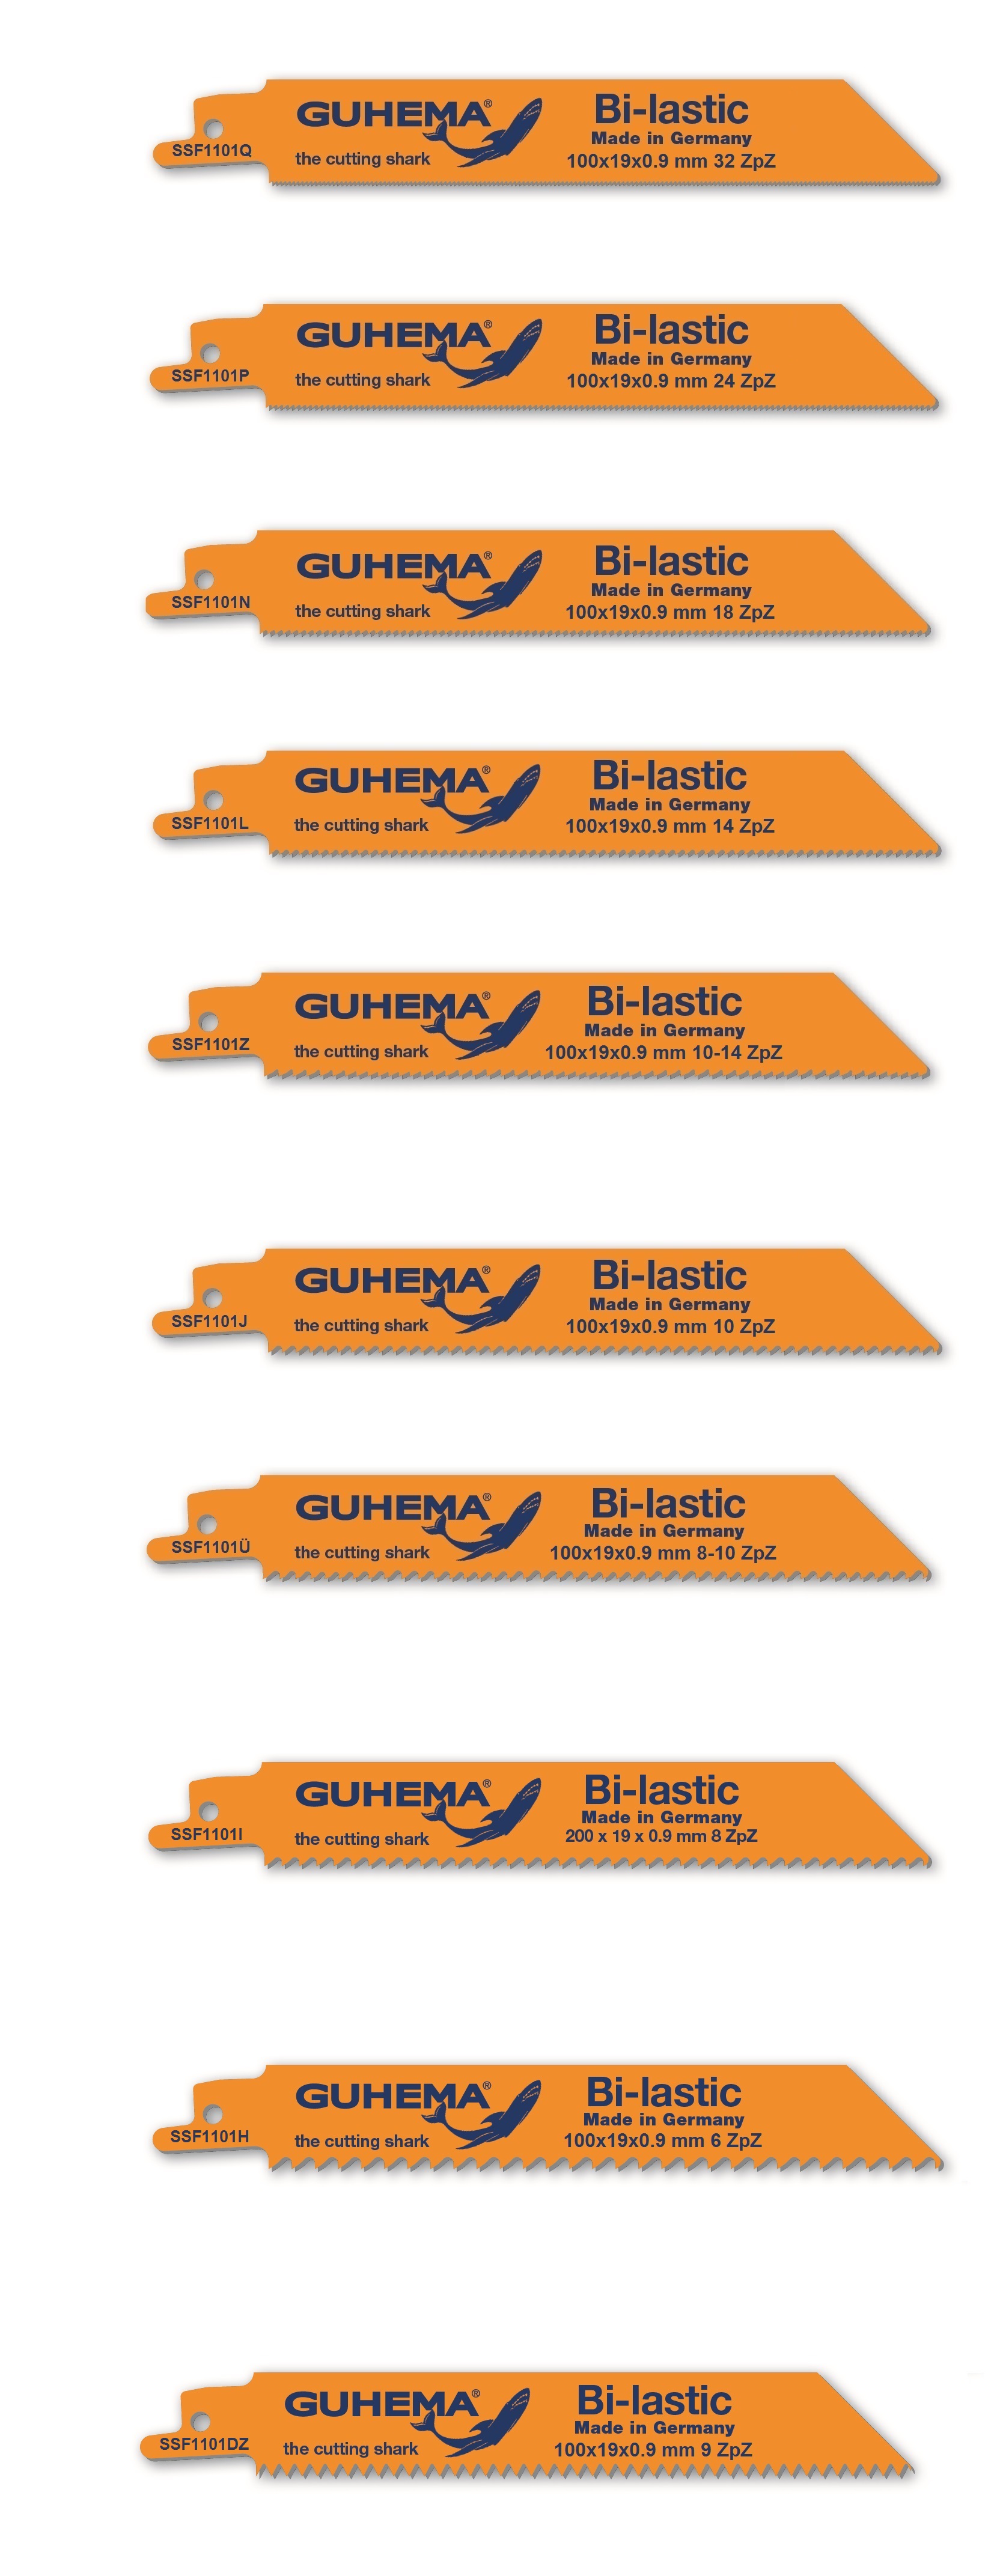 GUHEMA®
Bi-lastic
Made in Germany
SSF1101Q
the cutting shark
100x19x0.9 mm 32 ZpZ
GUHEMA®
Bi-lastic
Made in Germany
SSF1101P
the cutting shark
100x19x0.9 mm 24 ZpZ
GUHEMA®
Bi-lastic
Made in Germany
SSF1101N
the cutting shark
100x19x0.9 mm 18 ZpZ
GUHEMA®
Bi-lastic
Made in Germany
SSF1101L
the cutting shark
100x19x0.9 mm 14 ZpZ
GUHEMA®
Bi-lastic
Made in Germany
SSF1101Z
the cutting shark
100x19x0.9 mm 10-14 ZpZ
GUHEMA®
Bi-lastic
Made in Germany
SSF1101J
the cutting shark
100x19x0.9 mm 10 ZpZ
GUHEMA®
Bi-lastic
Made in Germany
SSF1101Ü
the cutting shark
100x19x0.9 mm 8-10 ZpZ
GUHEMA®
Bi-lastic
Made in Germany
SSF1101I
the cutting shark
200 x 19 x 0.9 mm 8 ZpZ
GUHEMA®
Bi-lastic
Made in Germany
SSF1101H
the cutting shark
100x19x0.9 mm 6 ZpZ
GUHEMA®
Bi-lastic
Made in Germany
SSF1101DZ
the cutting shark
100x19x0.9 mm 9 ZpZ